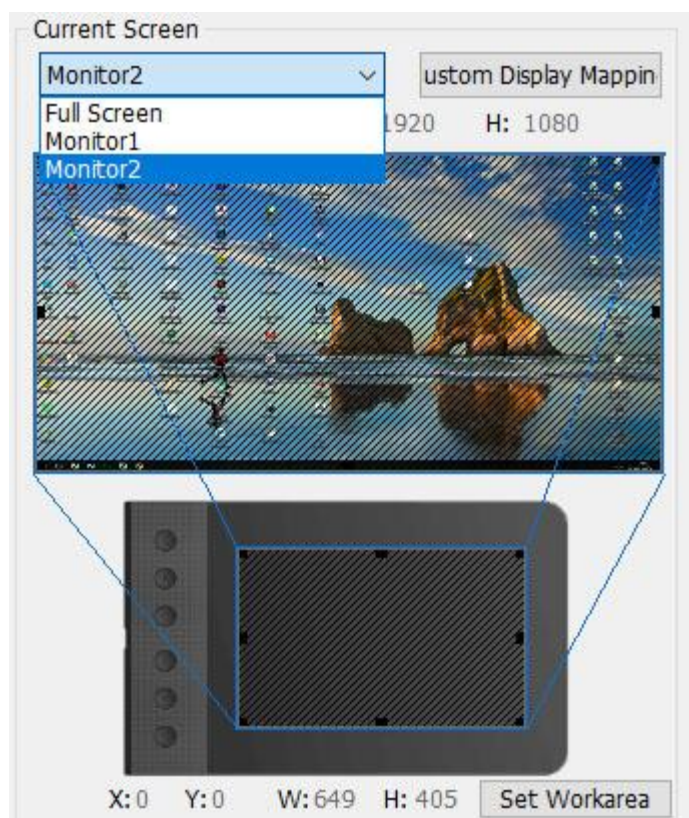 Current Screen
Monitor2
ustom Display Mappin
Full Screen
Monitor1
Monitor2
1920 H: 1080
X: 0 Y: 0 W: 649 H: 405 Set Workarea